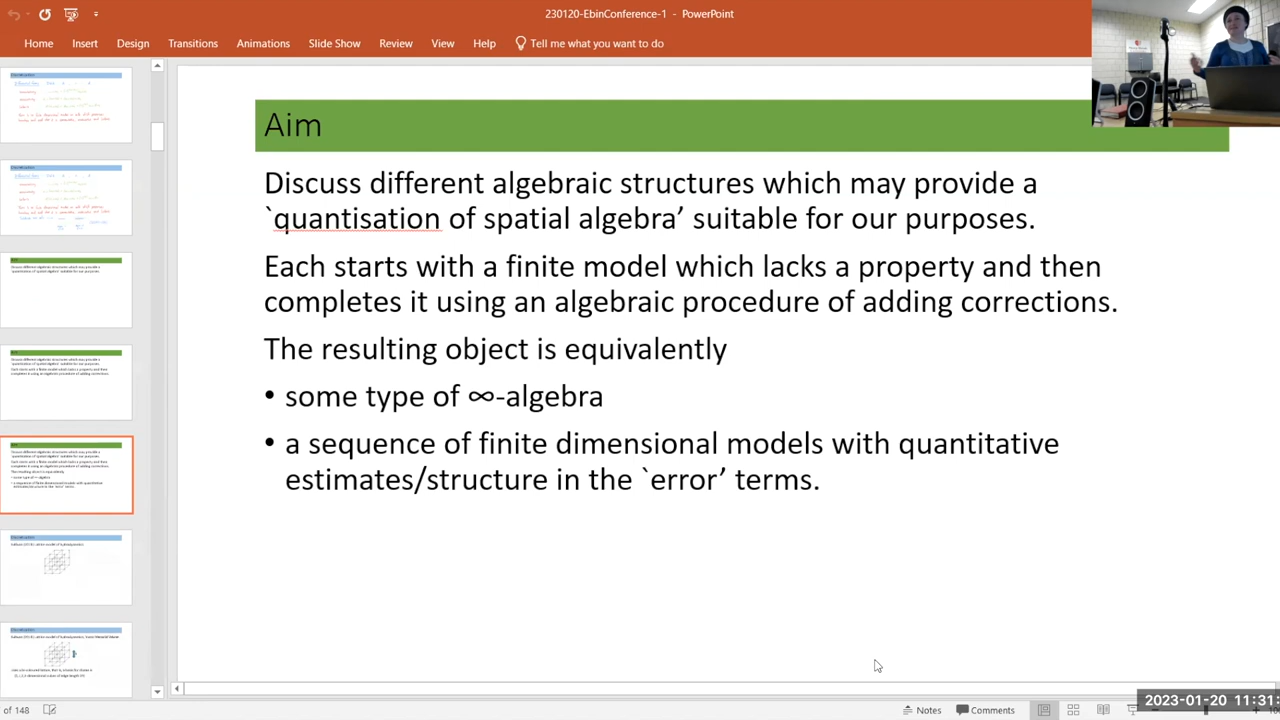 230120-EbinConference-1 - PowerPoint
Home Insert Design Transitions Animations Slide Show Review View Help Tell me what you want to do
Aim
Discuss different algebraic structures which may provide a
`quantisation of spatial algebra’ suitable for our purposes.
Each starts with a finite model which lacks a property and then
completes it using an algebraic procedure of adding corrections.
The resulting object is equivalently
• some type of ∞-algebra
• a sequence of finite dimensional models with quantitative
estimates/structure in the `error’ terms.
of 148
Notes Comments
2023-01-20 11:31: